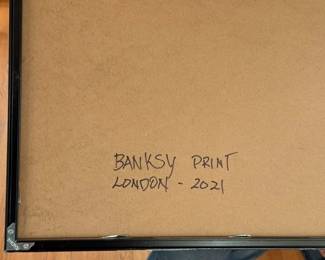 BANKSY PRINT
LONDON - 2021